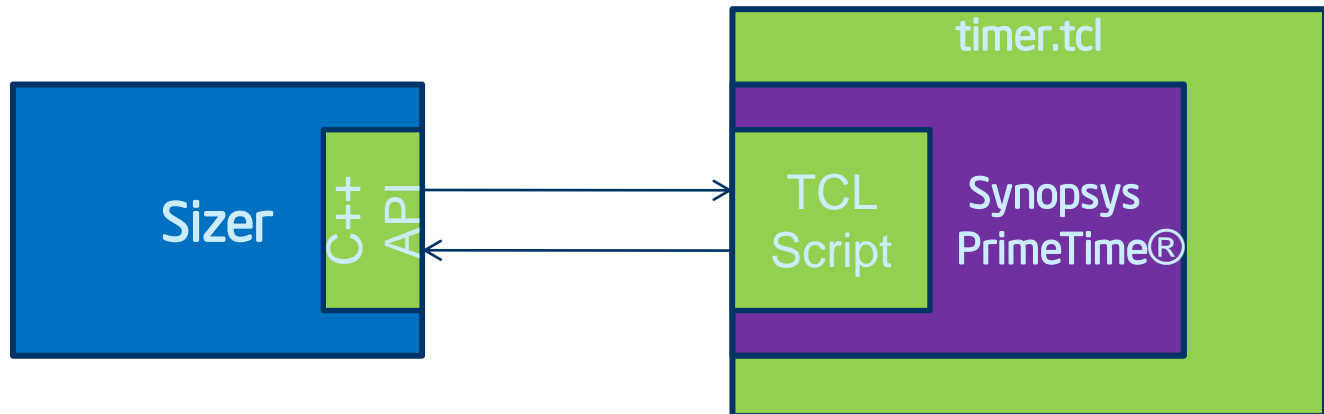 timer.tcl
Sizer
C++
API
TCL
Script
Synopsys
PrimeTime®